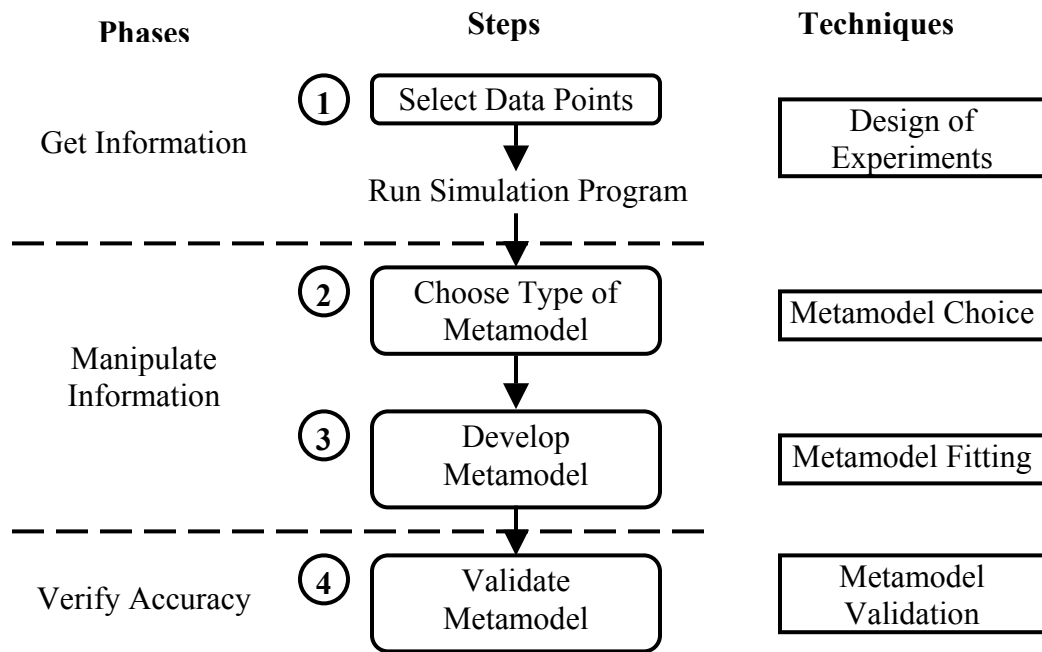 Phases
Steps
Techniques
1
Select Data Points
Get Information
Design of
Experiments
Run Simulation Program
2
Choose Type of
Metamodel
Metamodel Choice
Manipulate
Information
3
Develop
Metamodel
Metamodel Fitting
Verify Accuracy
4
Validate
Metamodel
Metamodel
Validation